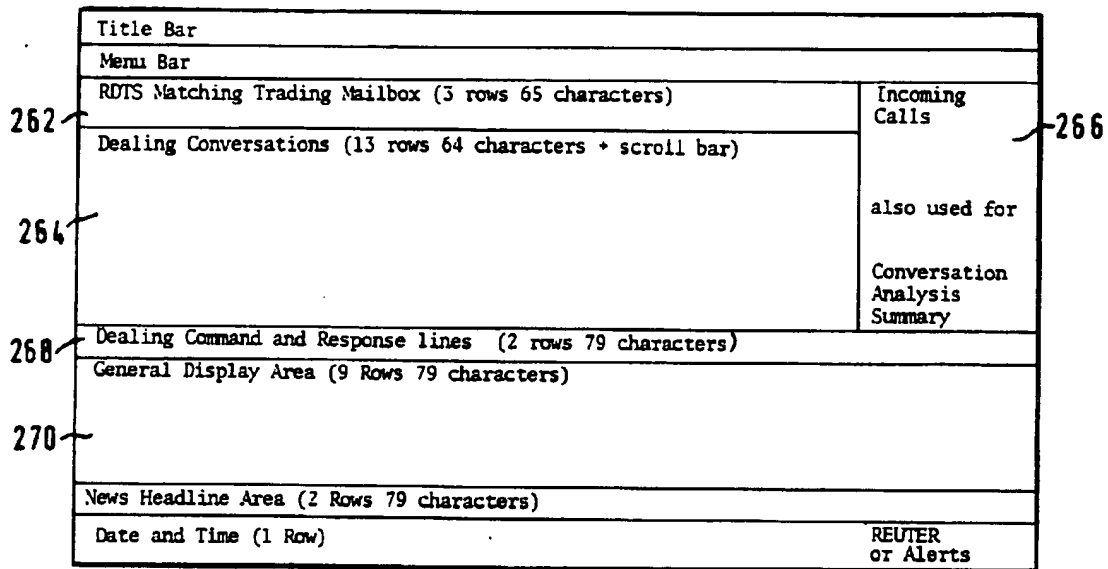 Title Bar
Menu Bar
RDTS Matching Trading Mailbox (3 rows 65 characters)
Incoming
Calls
262
266
Dealing Conversations (13 rows 64 characters + scroll bar)
also used for
264
Conversation
Analysis
Summary
268
Dealing Command and Response lines (2 rows 79 characters)
General Display Area (9 Rows 79 characters)
270
News Headline Area (2 Rows 79 characters)
Date and Time (1 Row)
REUTER
or Alerts